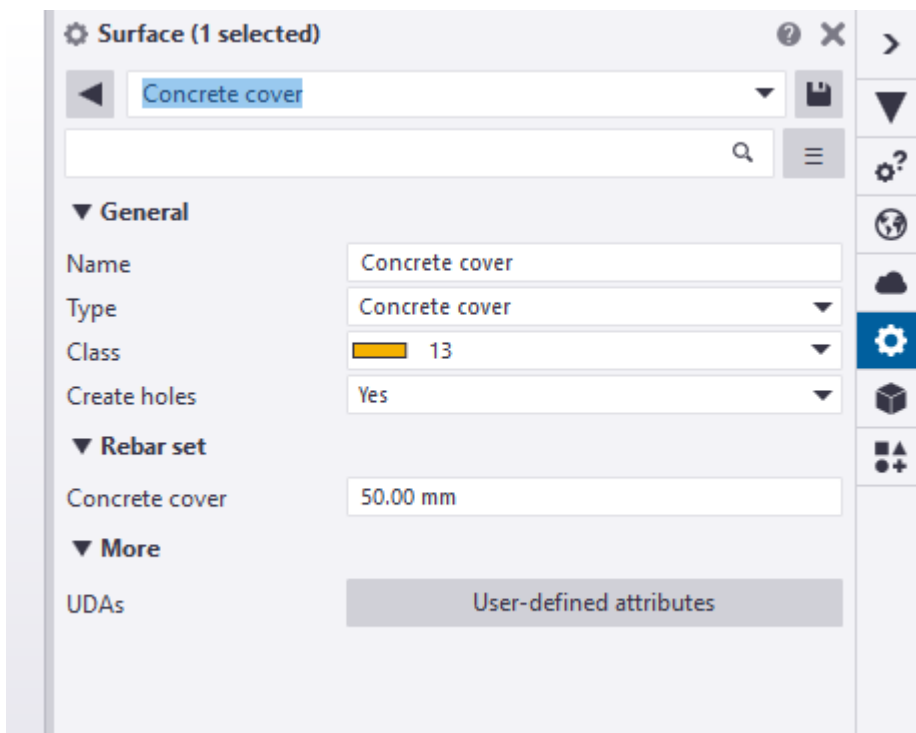 Surface (1 selected)
Concrete cover
General
Name Concrete cover
Type Concrete cover
Class 13
Create holes Yes
Rebar set
Concrete cover 50.00 mm
More
UDAs User-defined attributes